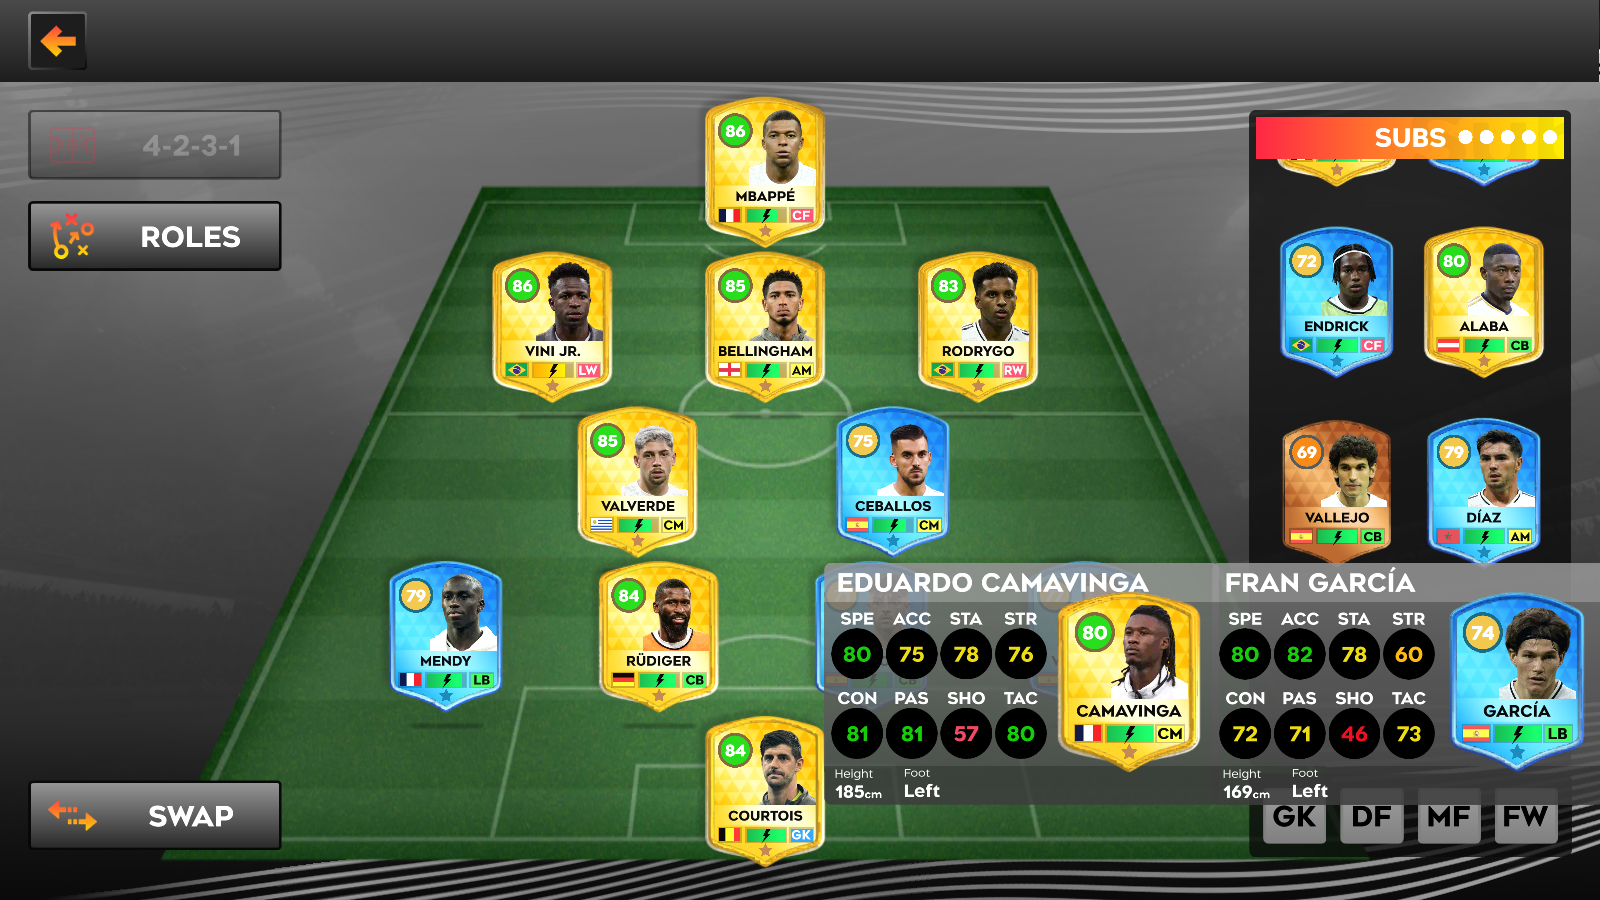 4-2-3-1
ROLES
SWAP
86
MBAPPÉ
CF
86
VINI JR.
LW
85
BELLINGHAM
AM
83
RODRYGO
RW
85
VALVERDE
CM
75
CEBALLOS
CM
79
MENDY
LB
84
RÜDIGER
CB
84
COURTOIS
GK
SUBS
72
ENDRICK
CF
80
ALABA
CB
69
VALLEJO
CB
79
DÍAZ
AM
EDUARDO CAMAVINGA
SPE ACC STA STR
80 75 78 76
CON PAS SHO TAC
81 81 57 80
Height Foot
185cm Left
80
CAMAVINGA
CM
FRAN GARCÍA
SPE ACC STA STR
80 82 78 60
CON PAS SHO TAC
72 71 46 73
Height Foot
169cm Left
74
GARCÍA
LB
GK DF MF FW